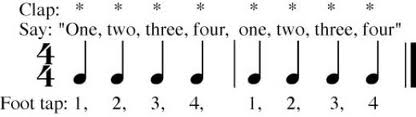 Clap: * * * * * * * *
Say: "One, two, three, four, one, two, three, four"
4
4
Foot tap: 1, 2, 3, 4, 1, 2, 3, 4